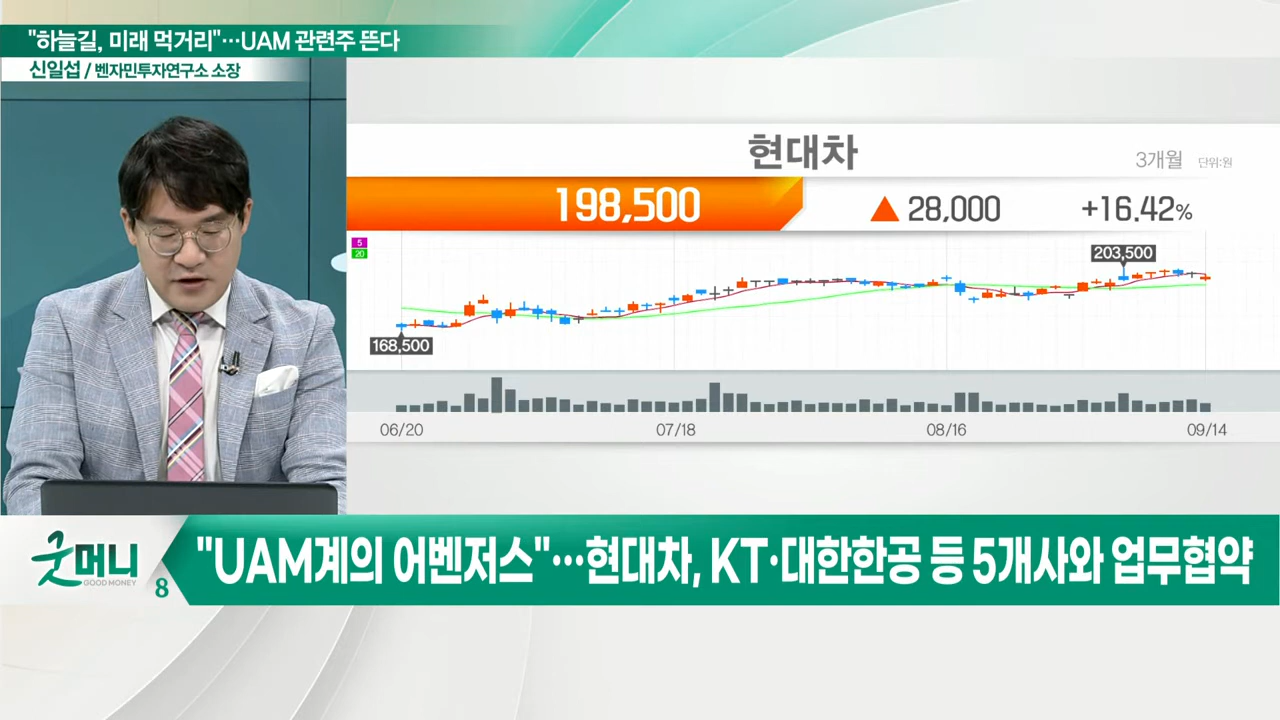 "하늘길, 미래 먹거리"…UAM 관련주 뜬다
신일섭 / 벤자민투자연구소 소장
현대차
3개월 단위:원
198,500 ▲ 28,000 +16.42%
5
20
203,500
168,500
06/20 07/18 08/16 09/14
굿머니
GOOD MONEY
8
"UAM계의 어벤저스"…현대차, KT·대한한공 등 5개사와 업무협약